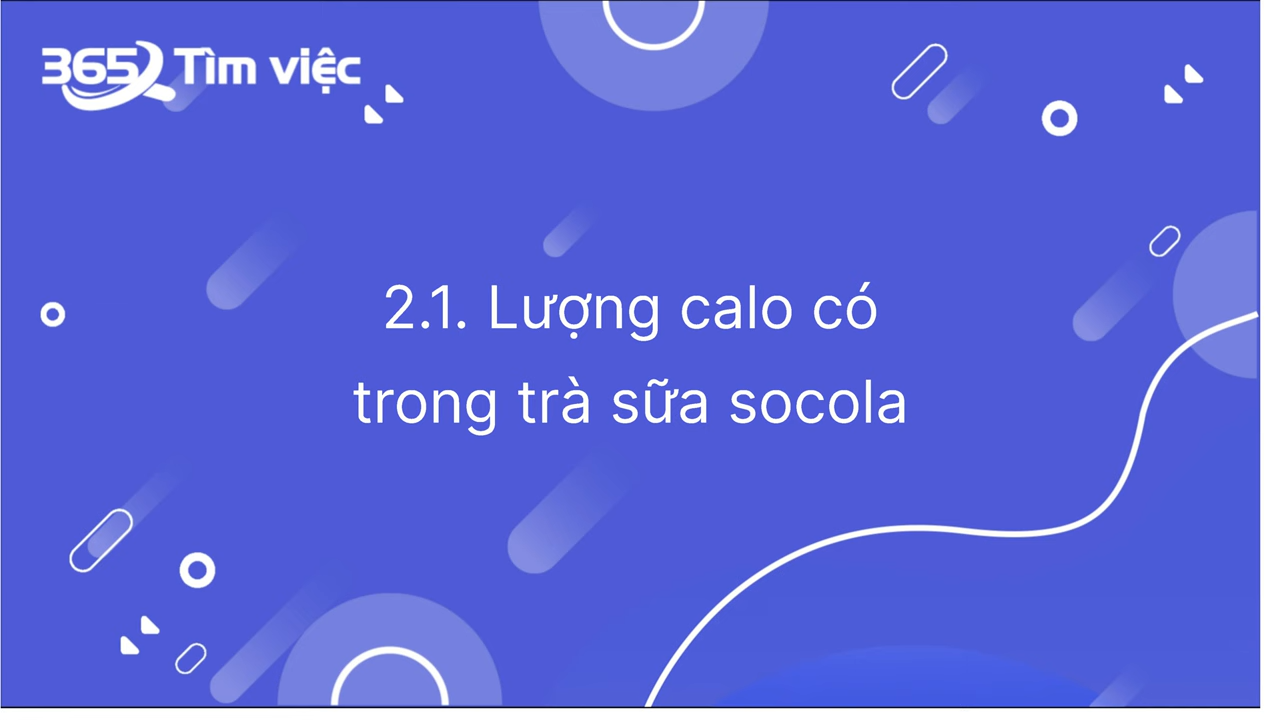 365 Tìm việc
2.1. Lượng calo có
trong trà sữa socola